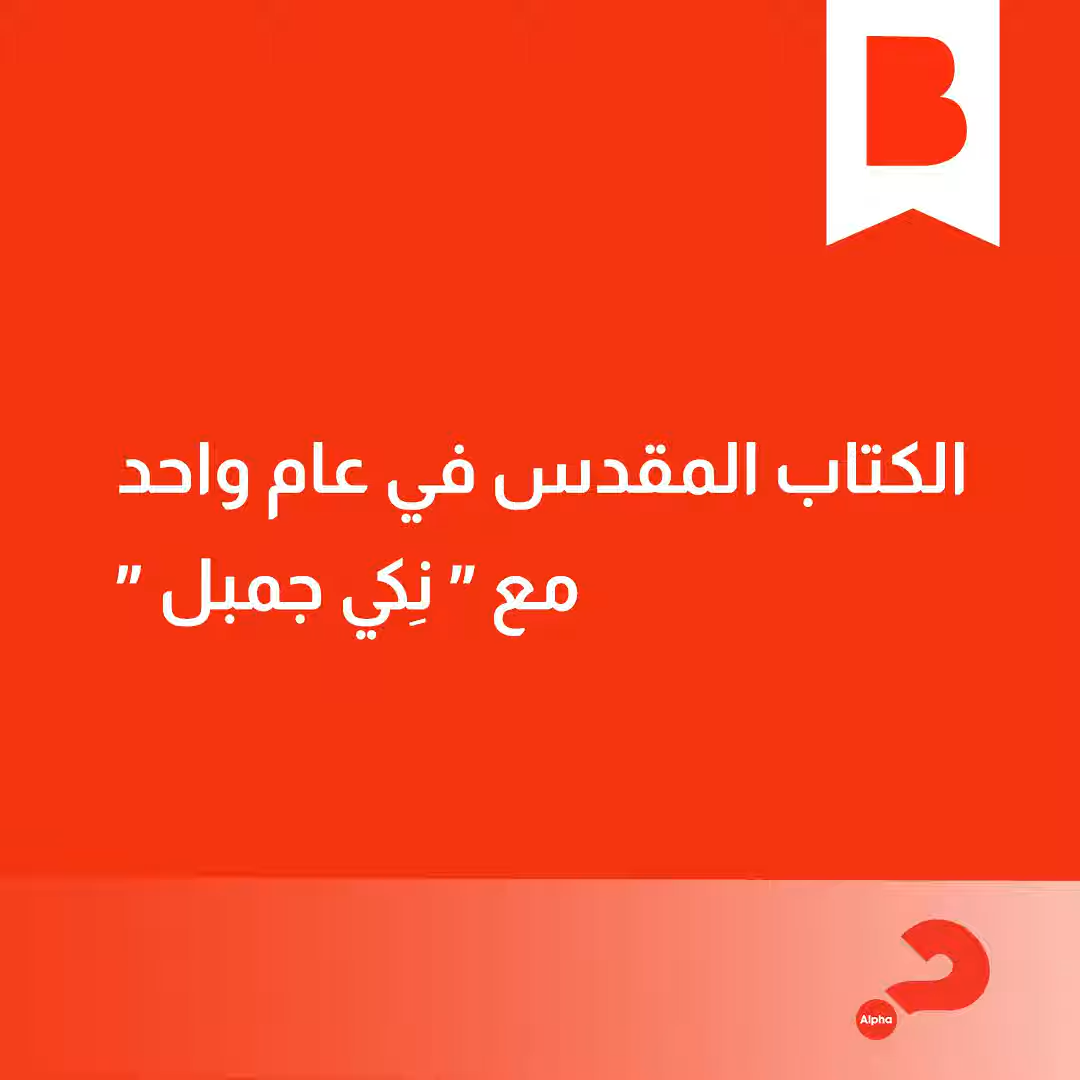 B
الكتاب المقدس في عام واحد
مع " نِكي جمبل "
Alpha